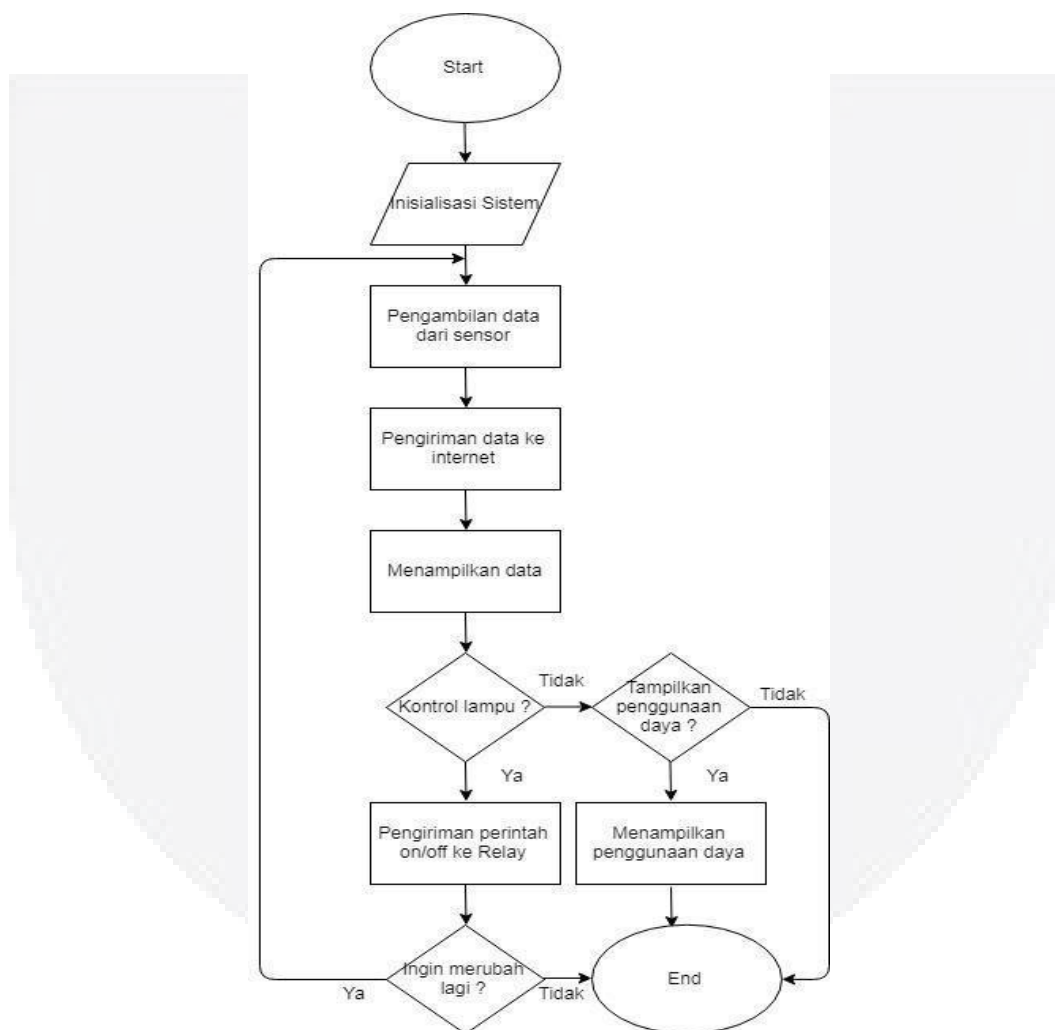 Start
Inisialisasi Sistem
Pengambilan data
dari sensor
Pengiriman data ke
internet
Menampilkan data
Kontrol lampu ?
Tidak
Tampilkan
penggunaan
daya ?
Tidak
Ya
Ya
Pengiriman perintah
on/off ke Relay
Menampilkan
penggunaan daya
Ingin merubah
lagi ?
Ya
Tidak
End